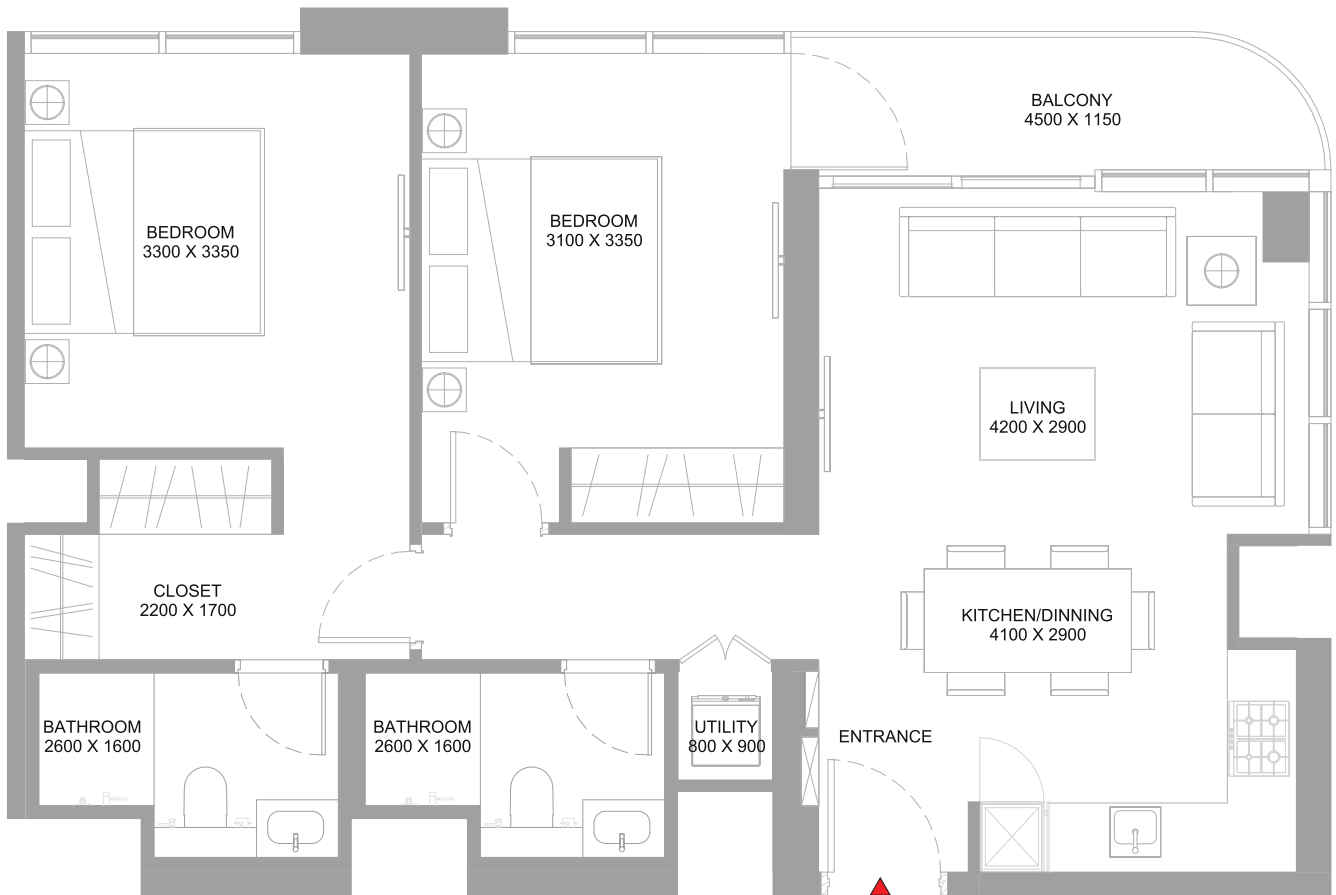 BALCONY
4500 X 1150
BEDROOM
3300 X 3350
BEDROOM
3100 X 3350
LIVING
4200 X 2900
CLOSET
2200 X 1700
KITCHEN/DINNING
4100 X 2900
BATHROOM
2600 X 1600
BATHROOM
2600 X 1600
UTILITY
800 X 900
ENTRANCE